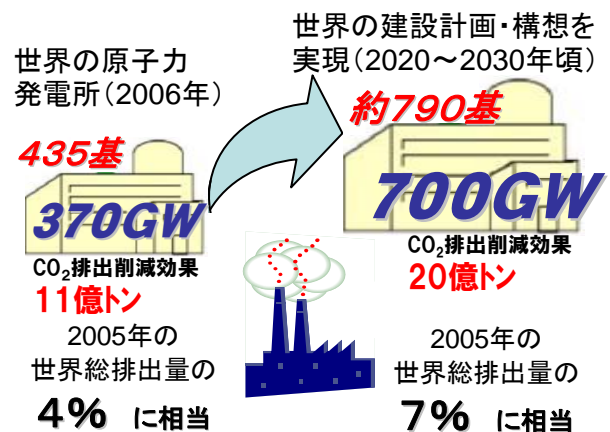 世界の原子力
発電所(2006年)
435基
370GW
CO₂排出削減効果
11億トン
2005年の
世界総排出量の
4% に相当
世界の建設計画・構想を
実現(2020~2030年頃)
約790基
700GW
CO₂排出削減効果
20億トン
2005年の
世界総排出量の
7% に相当